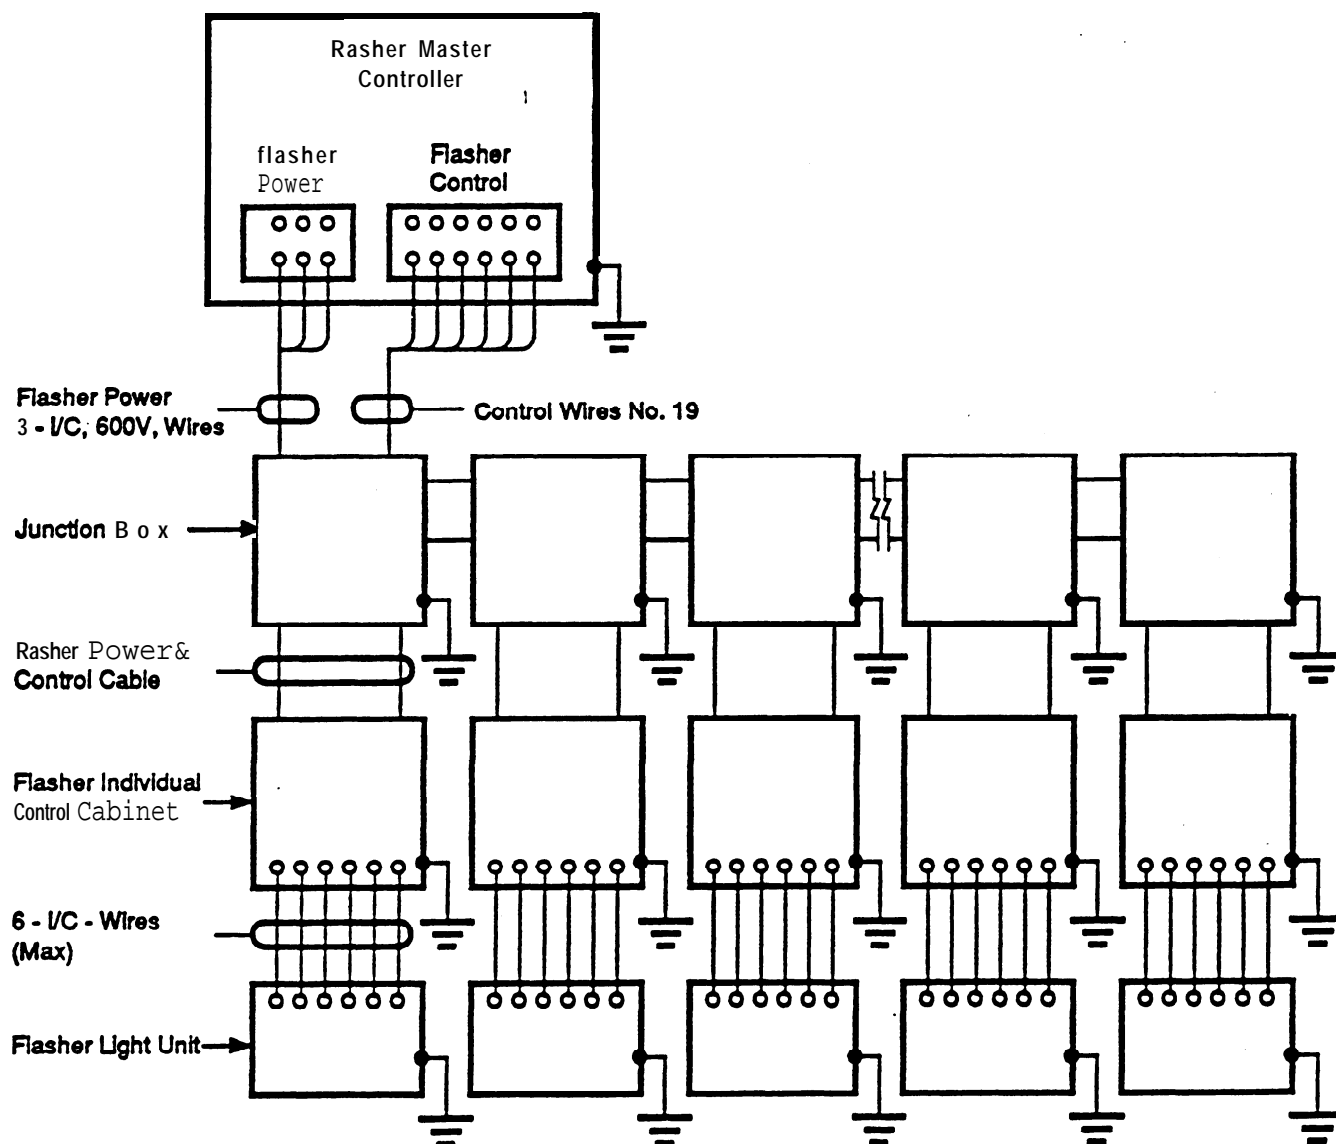 Rasher Master
Controller
flasher
Power
Flasher
Control
Flasher Power
3 - I/C, 600V, Wires
Control Wires No. 19
Junction Box
Rasher Power&
Control Cable
Flasher Individual
Control Cabinet
6 - I/C - Wires
(Max)
Flasher Light Unit